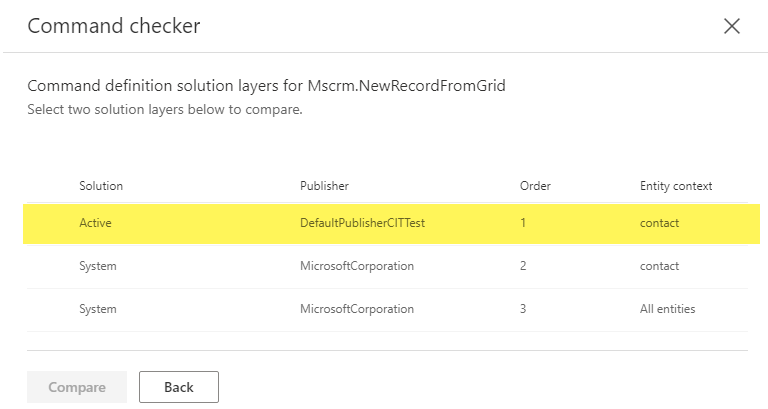 Command checker
Command definition solution layers for Mscrm.NewRecordFromGrid
Select two solution layers below to compare.
Solution Publisher Order Entity context
Active DefaultPublisherCITTest 1 contact
System MicrosoftCorporation 2 contact
System MicrosoftCorporation 3 All entities
Compare Back